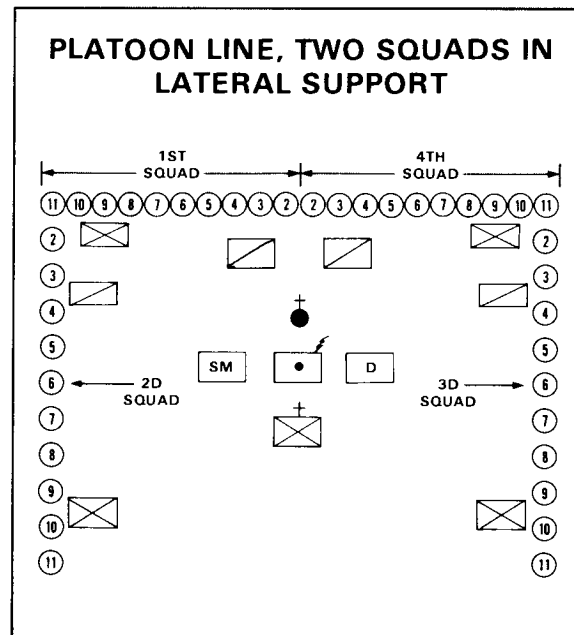 PLATOON LINE, TWO SQUADS IN
LATERAL SUPPORT
1ST
SQUAD
4TH
SQUAD
11 10 9 8 7 6 5 4 3 2 2 3 4 5 6 7 8 9 10 11
2 2
3 3
4 4
5 5
SM D
6 2D
SQUAD
3D
SQUAD 6
7 7
8 8
9 9
10 10
11 11